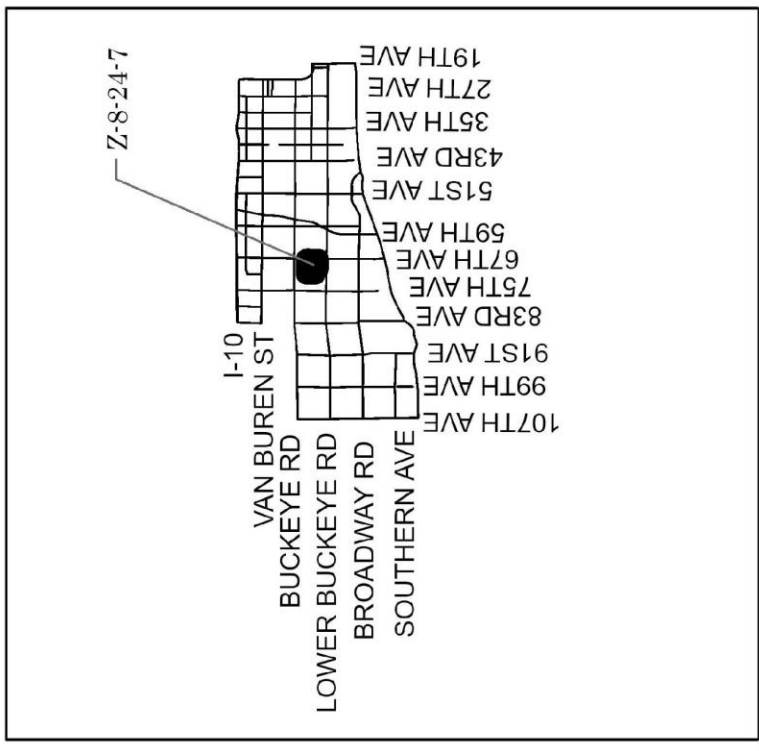 Z-8-24-7
19TH AVE
27TH AVE
35TH AVE
43RD AVE
51ST AVE
59TH AVE
67TH AVE
75TH AVE
83RD AVE
91ST AVE
99TH AVE
107TH AVE
I-10
VAN BUREN ST
BUCKEYE RD
LOWER BUCKEYE RD
BROADWAY RD
SOUTHERN AVE